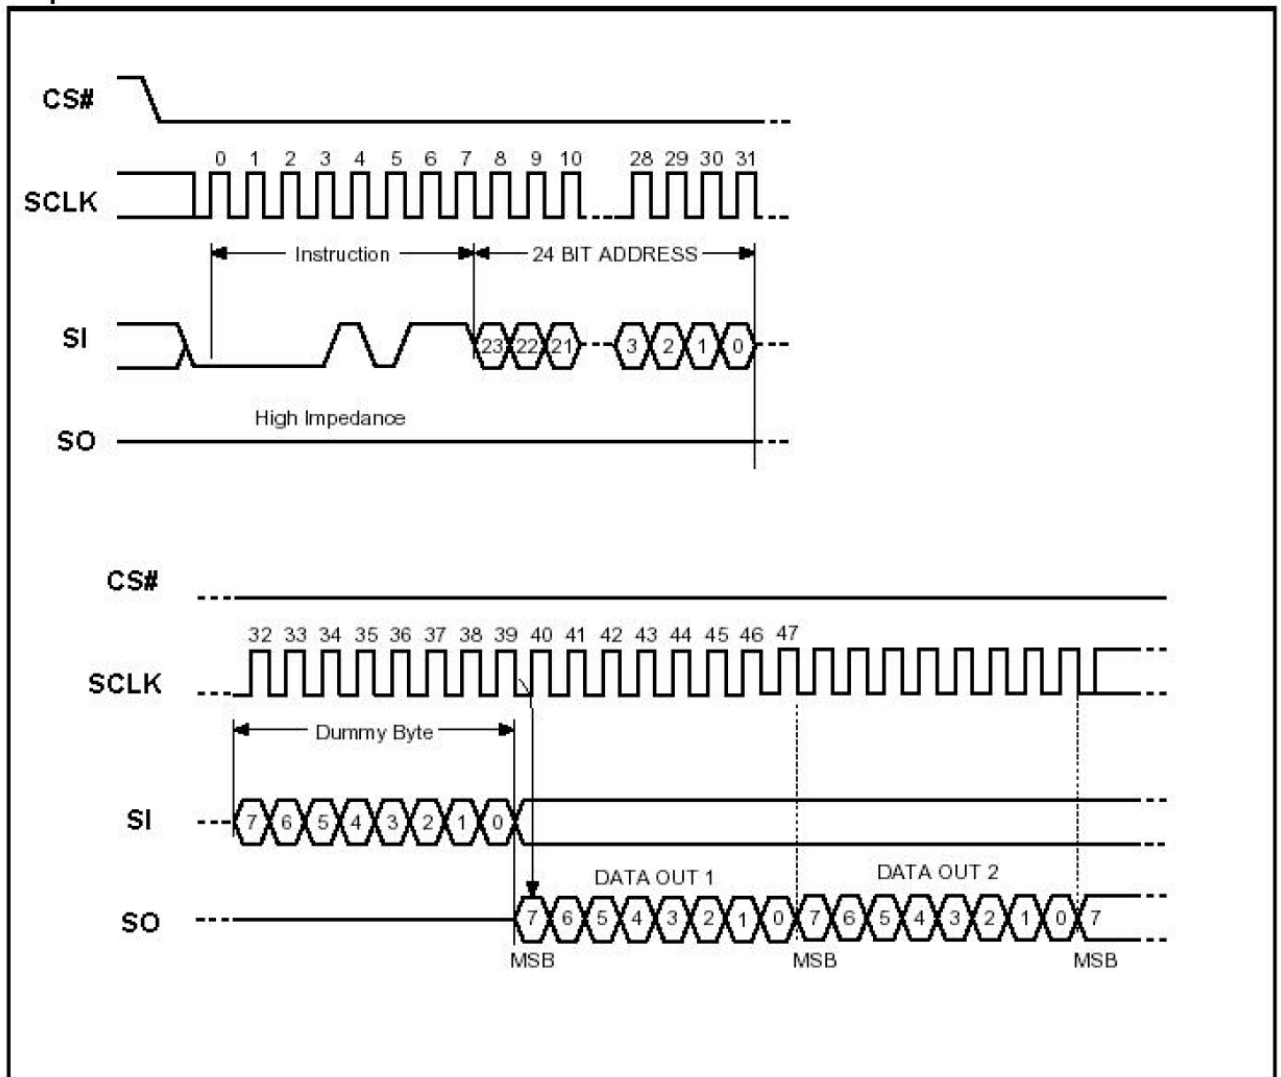 CS#
0 1 2 3 4 5 6 7 8 9 10 28 29 30 31
SCLK
Instruction 24 BIT ADDRESS
SI 23 22 21 3 2 1 0
High Impedance
SO
CS#
32 33 34 35 36 37 38 39 40 41 42 43 44 45 46 47
SCLK
Dummy Byte
SI 7 6 5 4 3 2 1 0
DATA OUT 1 DATA OUT 2
SO 7 6 5 4 3 2 1 0 7 6 5 4 3 2 1 0 7
MSB MSB MSB